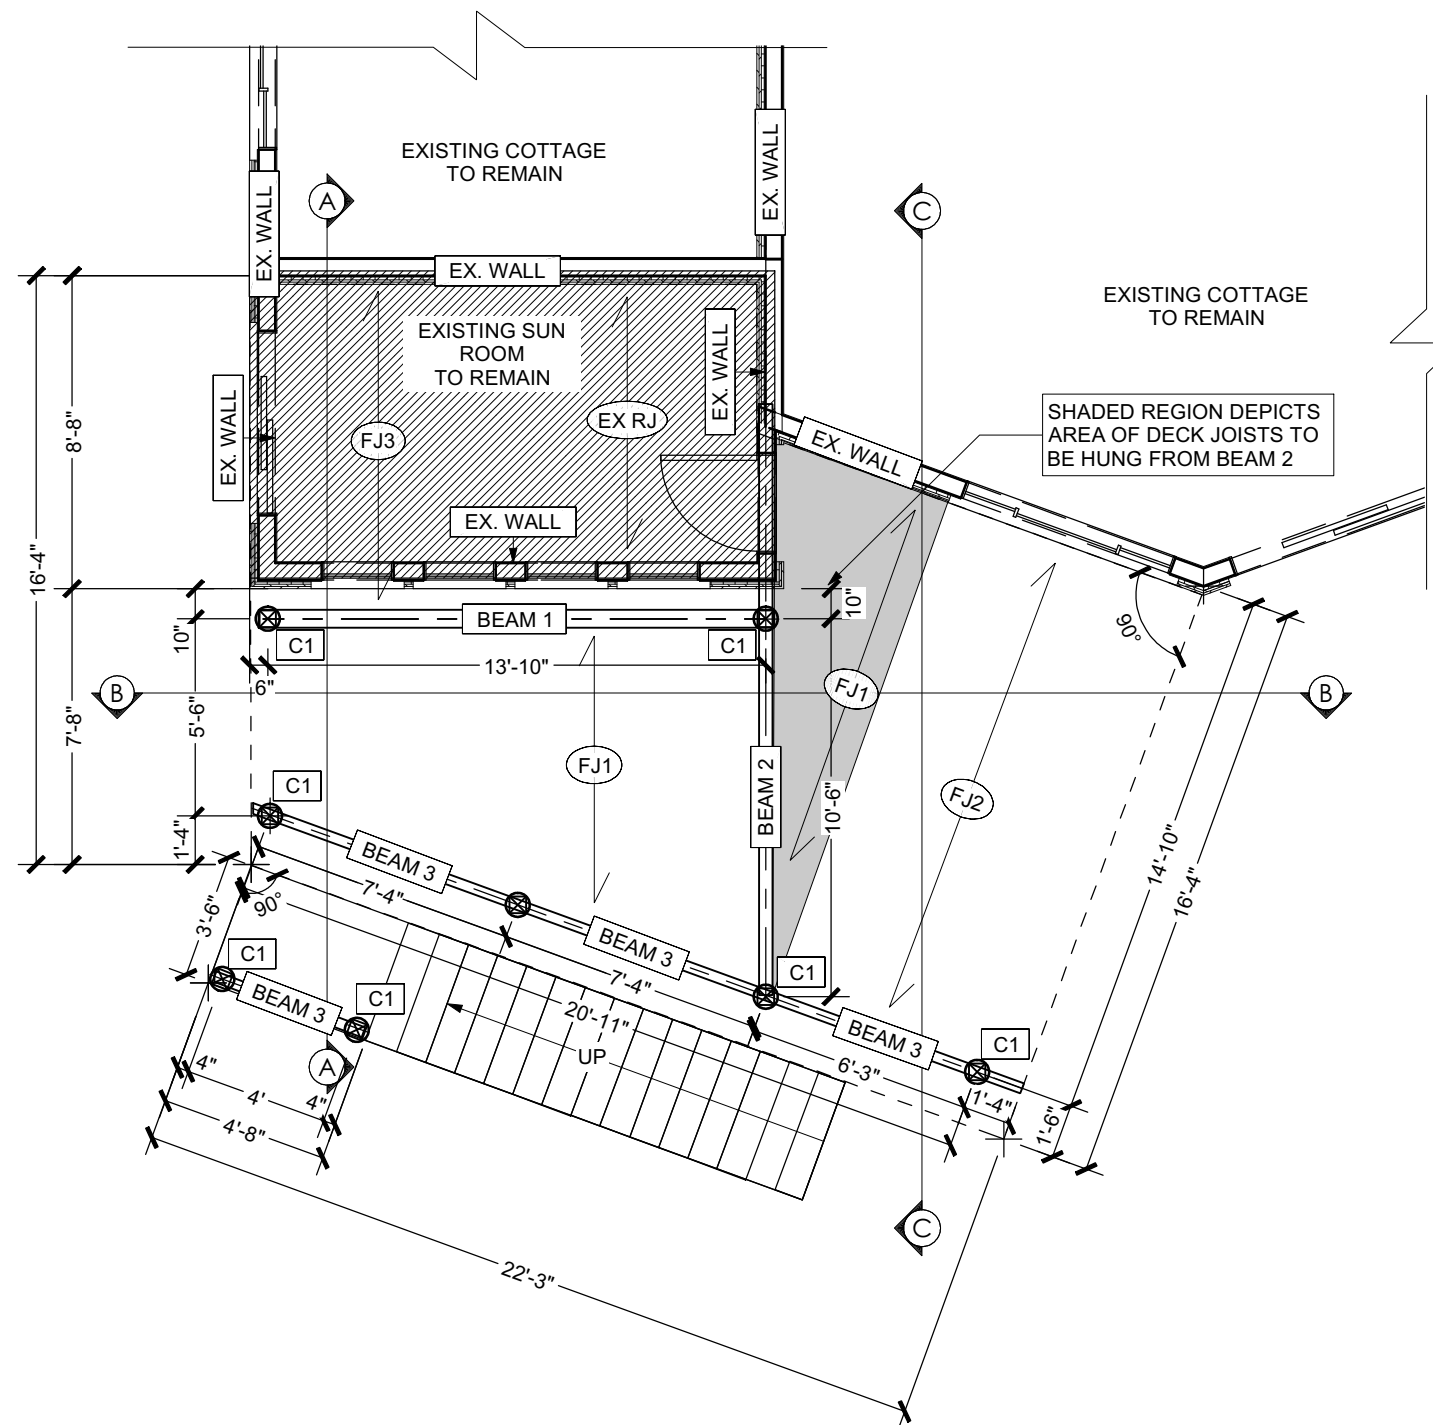 EXISTING COTTAGE
TO REMAIN
EX. WALL
EX. WALL
A
C
EX. WALL
EXISTING COTTAGE
TO REMAIN
EXISTING SUN
ROOM
TO REMAIN
EX. WALL
EX. WALL
FJ3
EX RJ
EX. WALL
SHADED REGION DEPICTS
AREA OF DECK JOISTS TO
BE HUNG FROM BEAM 2
8'-8"
16'-4"
EX. WALL
10"
BEAM 1
10"
C1
C1
90°
13'-10"
6"
B
B
FJ1
5'-6"
7'-8"
FJ1
C1
BEAM 2
10'-6"
FJ2
1'-4"
BEAM 3
14'-10"
16'-4"
7'-4"
90°
3'-6"
BEAM 3
C1
C1
7'-4"
BEAM 3
C1
20'-11"
UP
BEAM 3
C1
6'-3"
A
4"
4'
4"
1'-4"
1'-6"
4'-8"
C
22'-3"